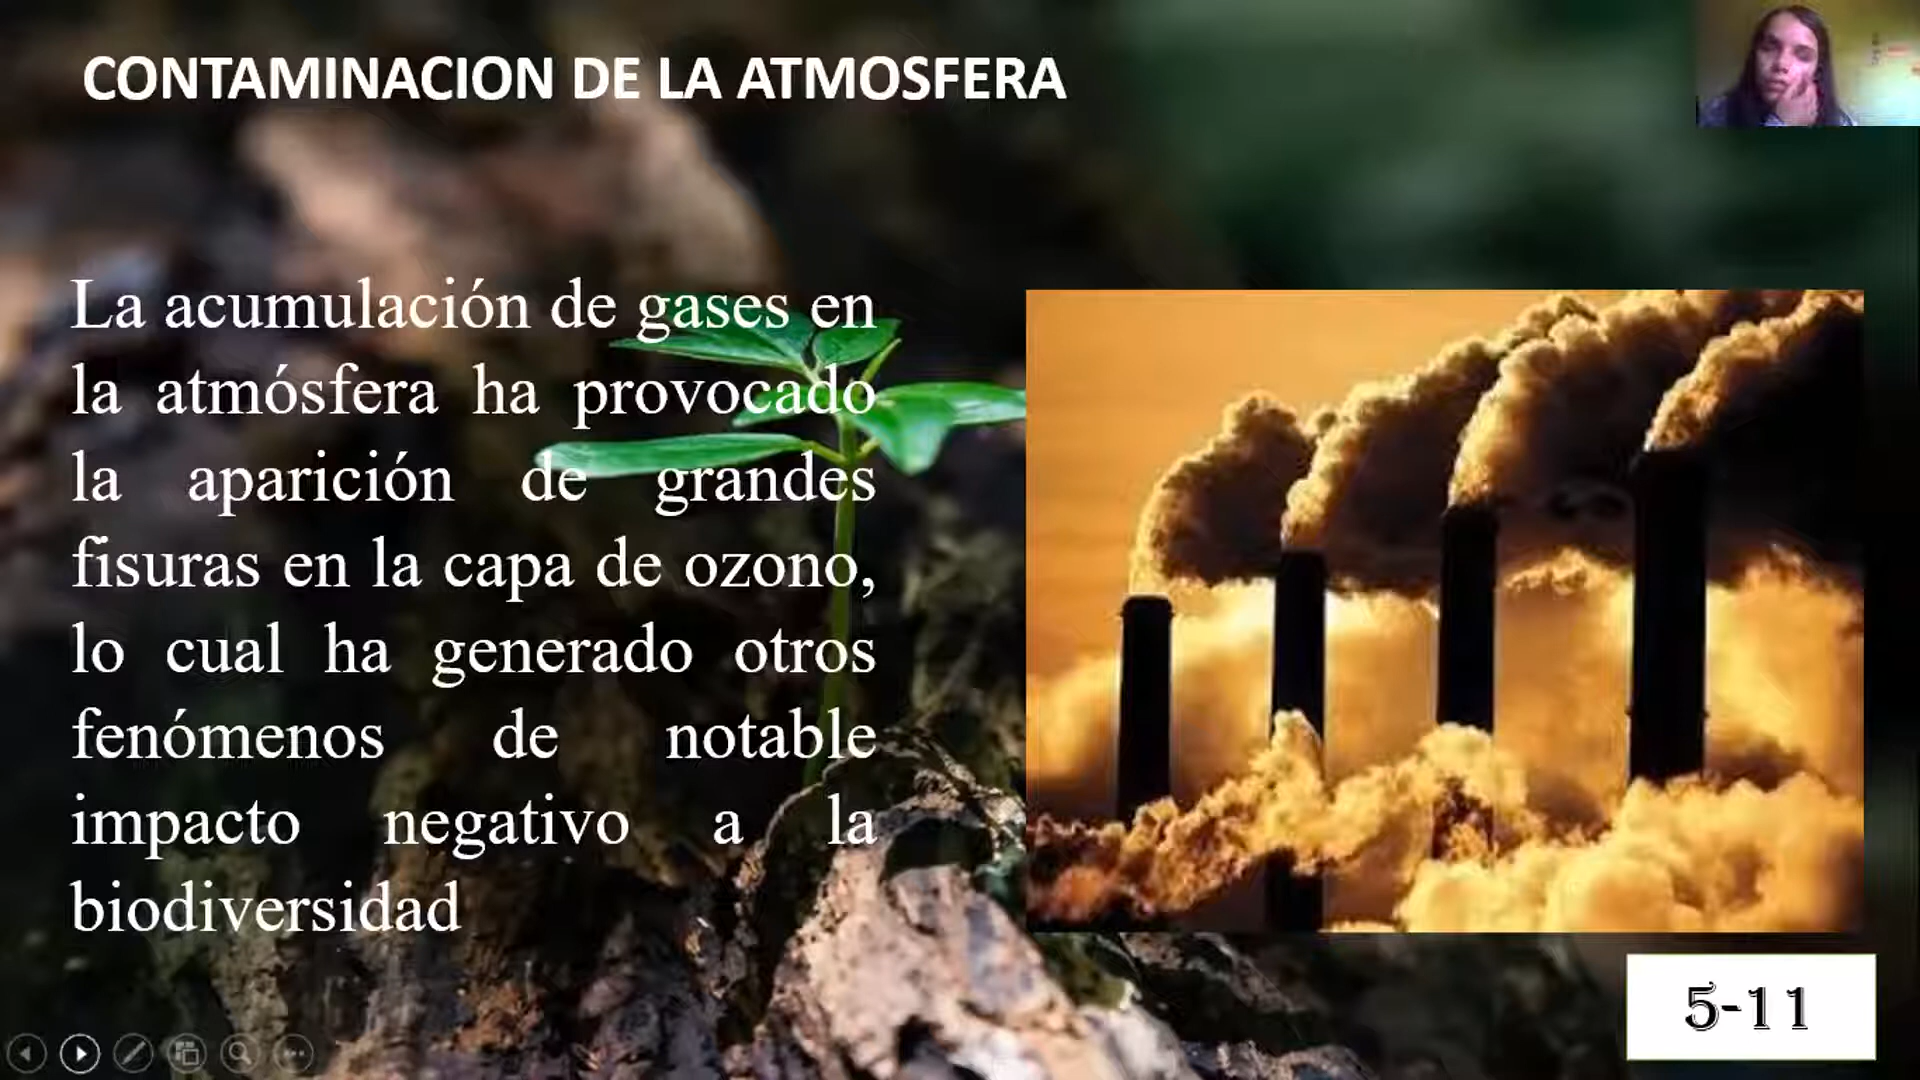 CONTAMINACION DE LA ATMOSFERA
La acumulación de gases en
la atmósfera ha provocado
la aparición de grandes
fisuras en la capa de ozono,
lo cual ha generado otros
fenómenos de notable
impacto negativo a la
biodiversidad
5-11